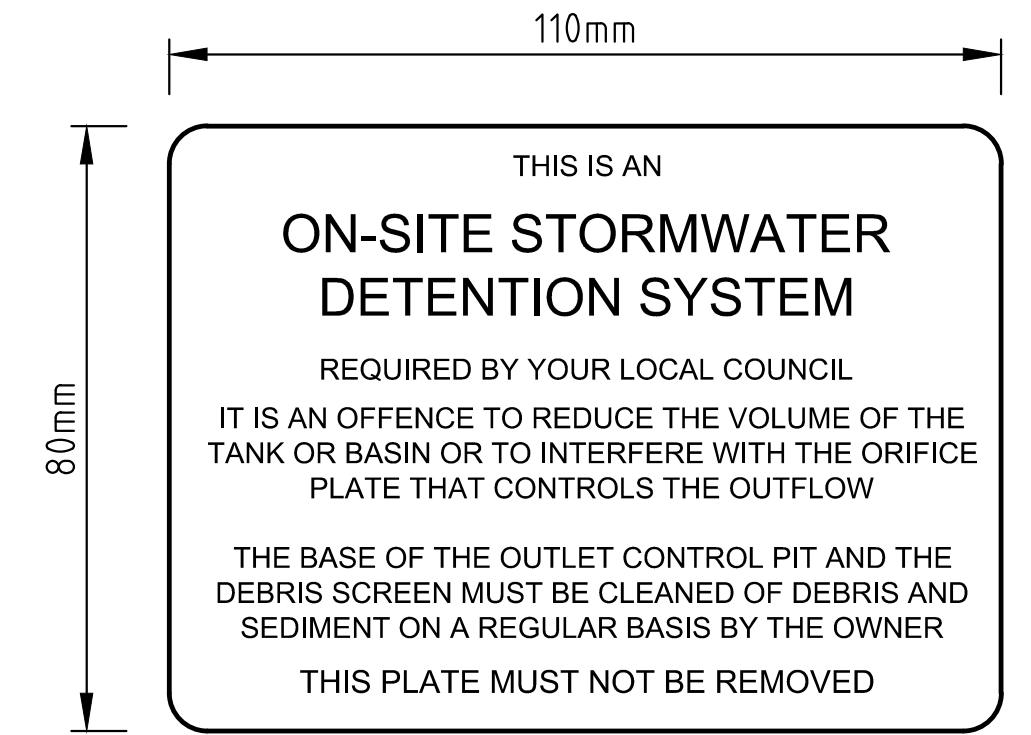 110mm
THIS IS AN
ON-SITE STORMWATER
DETENTION SYSTEM
REQUIRED BY YOUR LOCAL COUNCIL
IT IS AN OFFENCE TO REDUCE THE VOLUME OF THE
TANK OR BASIN OR TO INTERFERE WITH THE ORIFICE
PLATE THAT CONTROLS THE OUTFLOW
THE BASE OF THE OUTLET CONTROL PIT AND THE
DEBRIS SCREEN MUST BE CLEANED OF DEBRIS AND
SEDIMENT ON A REGULAR BASIS BY THE OWNER
THIS PLATE MUST NOT BE REMOVED
80mm